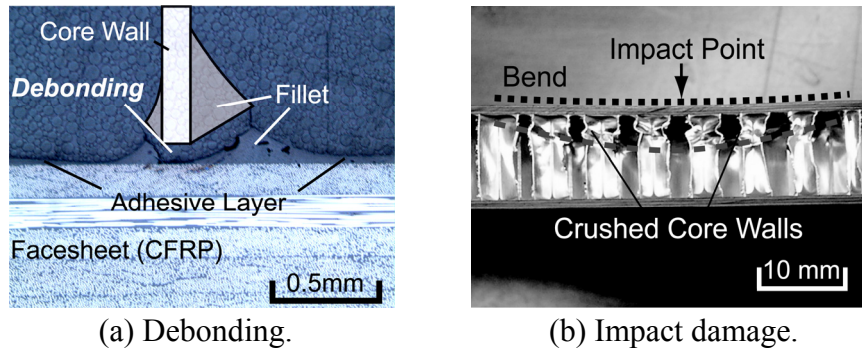 Core Wall
Debonding
Fillet
Adhesive Layer
Facesheet (CFRP)
0.5mm
(a) Debonding.
Impact Point
Bend
Crushed Core Walls
10 mm
(b) Impact damage.